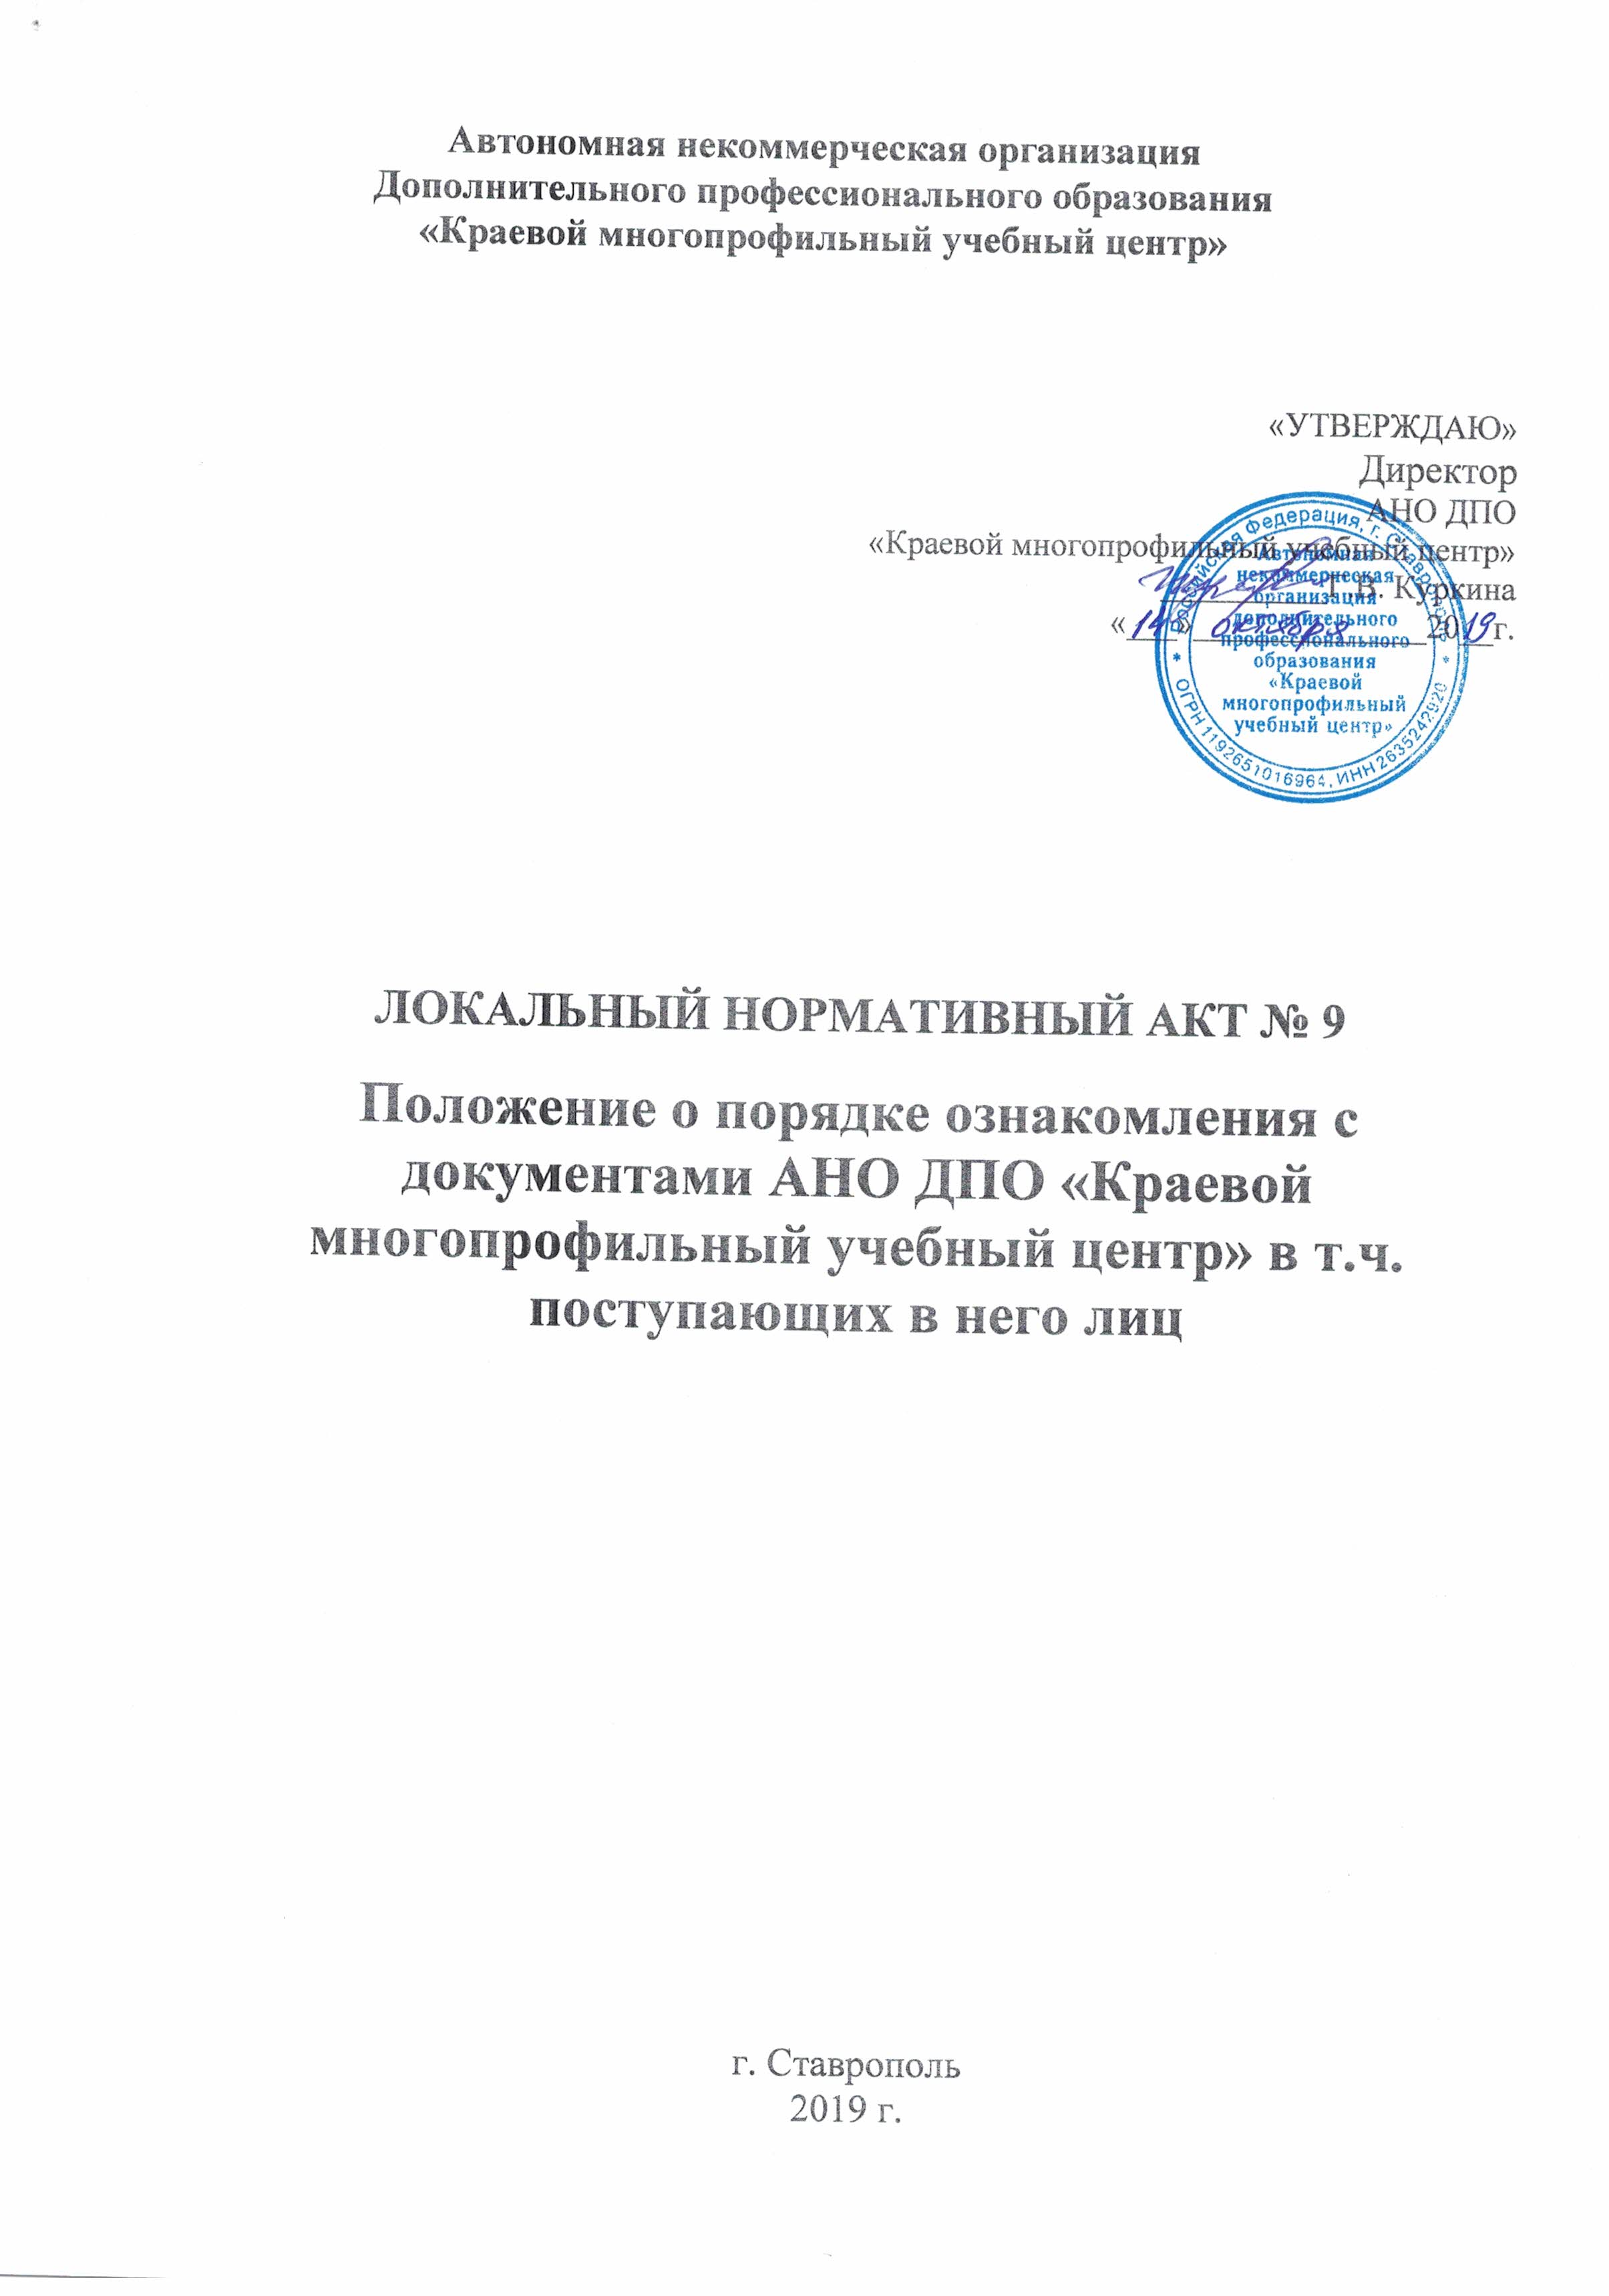 Автономная некоммерческая организация
Дополнительного профессионального образования
«Краевой многопрофильный учебный центр»
«УТВЕРЖДАЮ»
Директор
АНО ДПО
«Краевой многопрофильный учебный центр»
____________Т.В. Куркина
«14» октября 2019г.
Российская Федерация, г. Ставрополь
Автономная
некоммерческая
организация
дополнительного
профессионального
образования
«Краевой
многопрофильный
учебный центр»
* ОГРН 1192651016964, ИНН 2635242920 *
ЛОКАЛЬНЫЙ НОРМАТИВНЫЙ АКТ № 9
Положение о порядке ознакомления с
документами АНО ДПО «Краевой
многопрофильный учебный центр» в т.ч.
поступающих в него лиц
г. Ставрополь
2019 г.